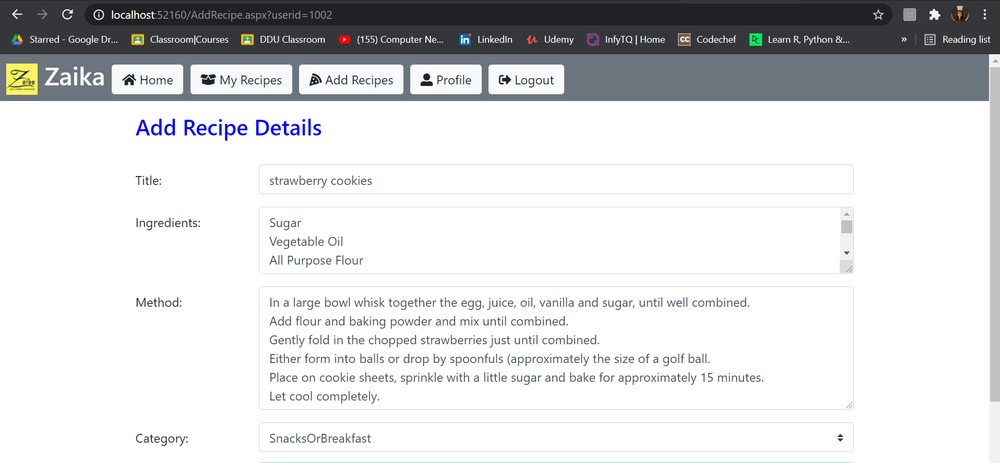 localhost:52160/AddRecipe.aspx?userid=1002
Starred - Google Dr... Classroom|Courses DDU Classroom (155) Computer Ne... LinkedIn Udemy InfyTQ | Home Codechef Learn R, Python &... » Reading list
Zaika
your indian restaurant
Zaika Home My Recipes Add Recipes Profile Logout
Add Recipe Details
Title: strawberry cookies
Ingredients: Sugar
Vegetable Oil
All Purpose Flour
Method: In a large bowl whisk together the egg, juice, oil, vanilla and sugar, until well combined.
Add flour and baking powder and mix until combined.
Gently fold in the chopped strawberries just until combined.
Either form into balls or drop by spoonfuls (approximately the size of a golf ball.
Place on cookie sheets, sprinkle with a little sugar and bake for approximately 15 minutes.
Let cool completely.
Category: SnacksOrBreakfast